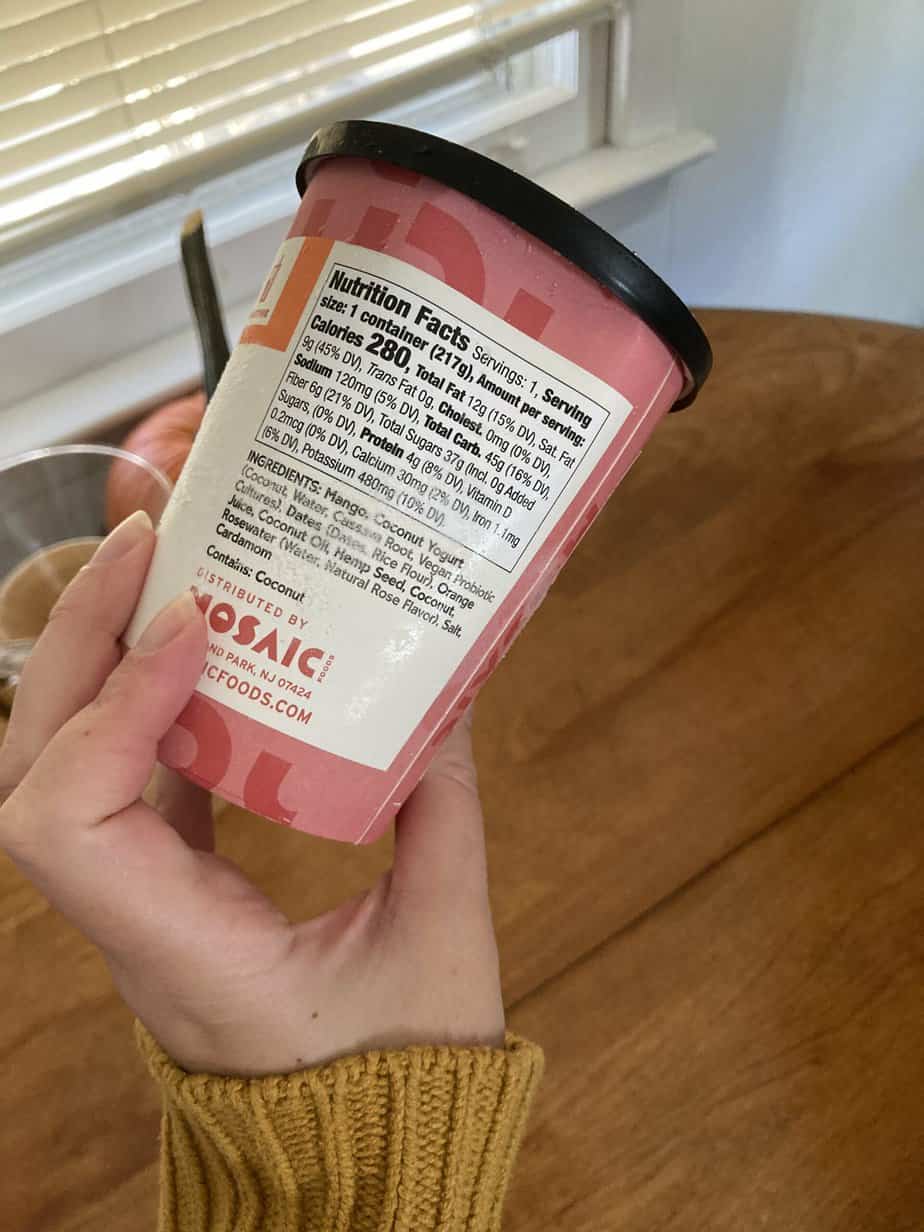 Nutrition Facts Servings: 1, Serving
size: 1 container (217g), Amount per serving:
Calories 280, Total Fat 12g (15% DV), Sat. Fat
9g (45% DV), Trans Fat 0g, Cholest. 0mg (0% DV),
Sodium 120mg (5% DV), Total Carb. 45g (16% DV),
Fiber 6g (21% DV), Total Sugars 37g (Incl. 0g Added
Sugars, (0% DV), Protein 4g (8% DV), Vitamin D
0.2mcg (0% DV), Calcium 30mg (2% DV), Iron 1.1mg
(6% DV), Potassium 480mg (10% DV).
INGREDIENTS: Mango, Coconut Yogurt
(Coconut, Water, Cassava Root, Vegan Probiotic
Cultures), Dates (Dates, Rice Flour), Orange
Juice, Coconut Oil, Hemp Seed, Coconut,
Rosewater (Water, Natural Rose Flavor), Salt,
Cardamom
Contains: Coconut
DISTRIBUTED BY
MOSAIC FOODS
ND PARK, NJ 07424
ICFOODS.COM